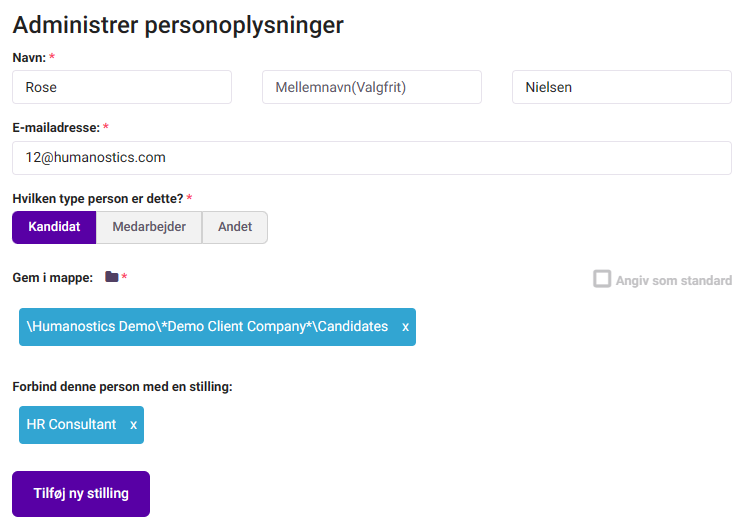 Administrer personoplysninger
Navn: *
Rose Mellemnavn(Valgfrit) Nielsen
E-mailadresse: *
12@humanostics.com
Hvilken type person er dette? *
Kandidat Medarbejder Andet
Gem i mappe: * Angiv som standard
\Humanostics Demo\*Demo Client Company*\Candidates x
Forbind denne person med en stilling:
HR Consultant x
Tilføj ny stilling